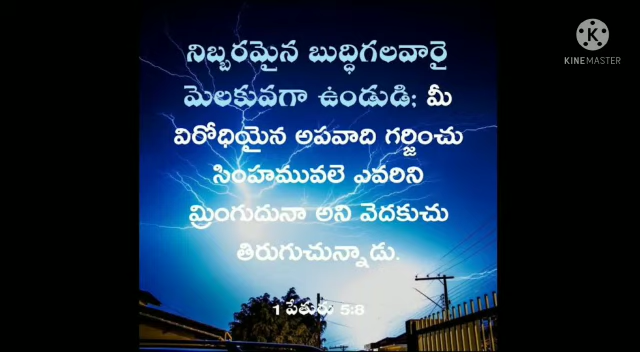 నిబ్బరమైన బుద్ధిగలవారై
మెలకువగా ఉండుడి; మీ
విరోధియైన అపవాది గర్జించు
సింహమువలె ఎవరిని
మ్రింగుదునా అని వెదకుచు
తిరుగుచున్నాడు.
1 పేతురు 5:8
K
KINEMASTER